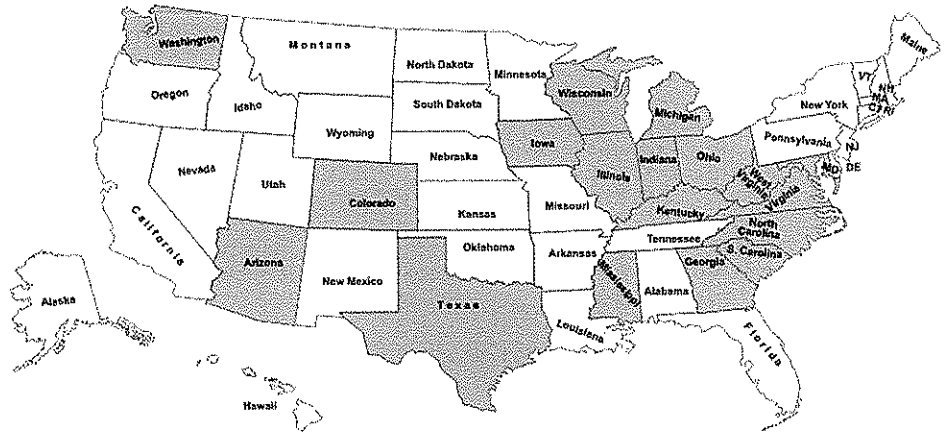 Washington
Montana
North Dakota
Minnesota
Maine
VT
NH
MA
CT RI
New York
Oregon
Idaho
South Dakota
Wisconsin
Michigan
Wyoming
Iowa
Pennsylvania
NJ
Nebraska
Indiana
Ohio
MD
DE
Nevada
Utah
Illinois
West
Virginia
Virginia
Colorado
Kansas
Missouri
Kentucky
California
North
Carolina
Tennessee
Oklahoma
Arkansas
S. Carolina
Arizona
Georgia
New Mexico
Mississippi
Alabama
Alaska
Texas
Louisiana
Florida
Hawaii